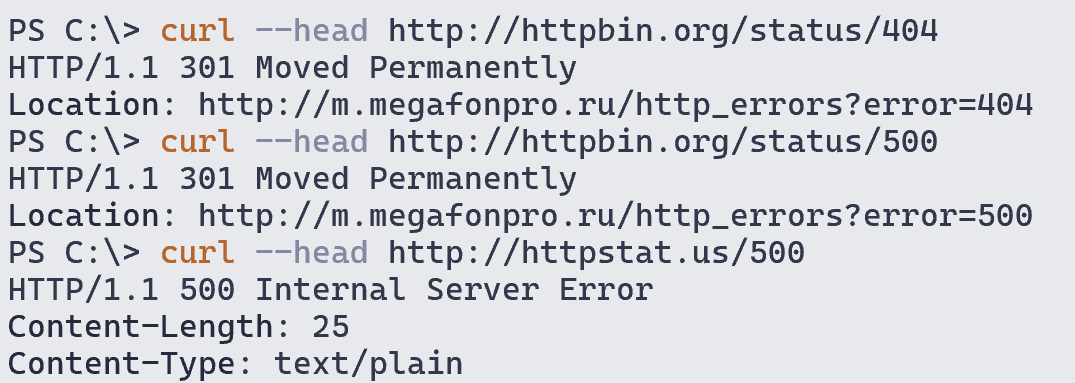 PS C:\> curl --head http://httpbin.org/status/404
HTTP/1.1 301 Moved Permanently
Location: http://m.megafonpro.ru/http_errors?error=404
PS C:\> curl --head http://httpbin.org/status/500
HTTP/1.1 301 Moved Permanently
Location: http://m.megafonpro.ru/http_errors?error=500
PS C:\> curl --head http://httpstat.us/500
HTTP/1.1 500 Internal Server Error
Content-Length: 25
Content-Type: text/plain